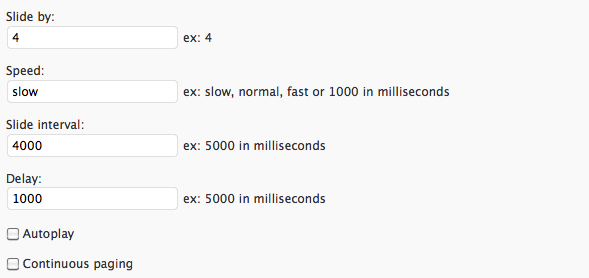 Slide by:
4 ex: 4
Speed:
slow ex: slow, normal, fast or 1000 in milliseconds
Slide interval:
4000 ex: 5000 in milliseconds
Delay:
1000 ex: 5000 in milliseconds
Autoplay
Continuous paging